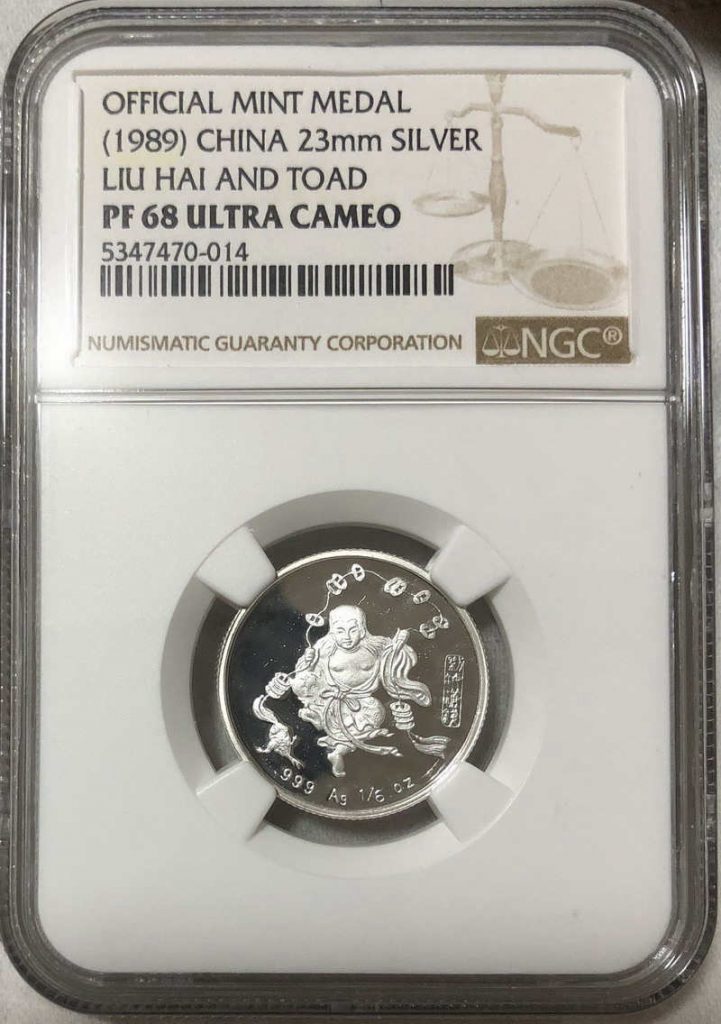 OFFICIAL MINT MEDAL
(1989) CHINA 23mm SILVER
LIU HAI AND TOAD
PF 68 ULTRA CAMEO
5347470-014
NUMISMATIC GUARANTY CORPORATION
NGC®
.999 Ag 1/6 oz